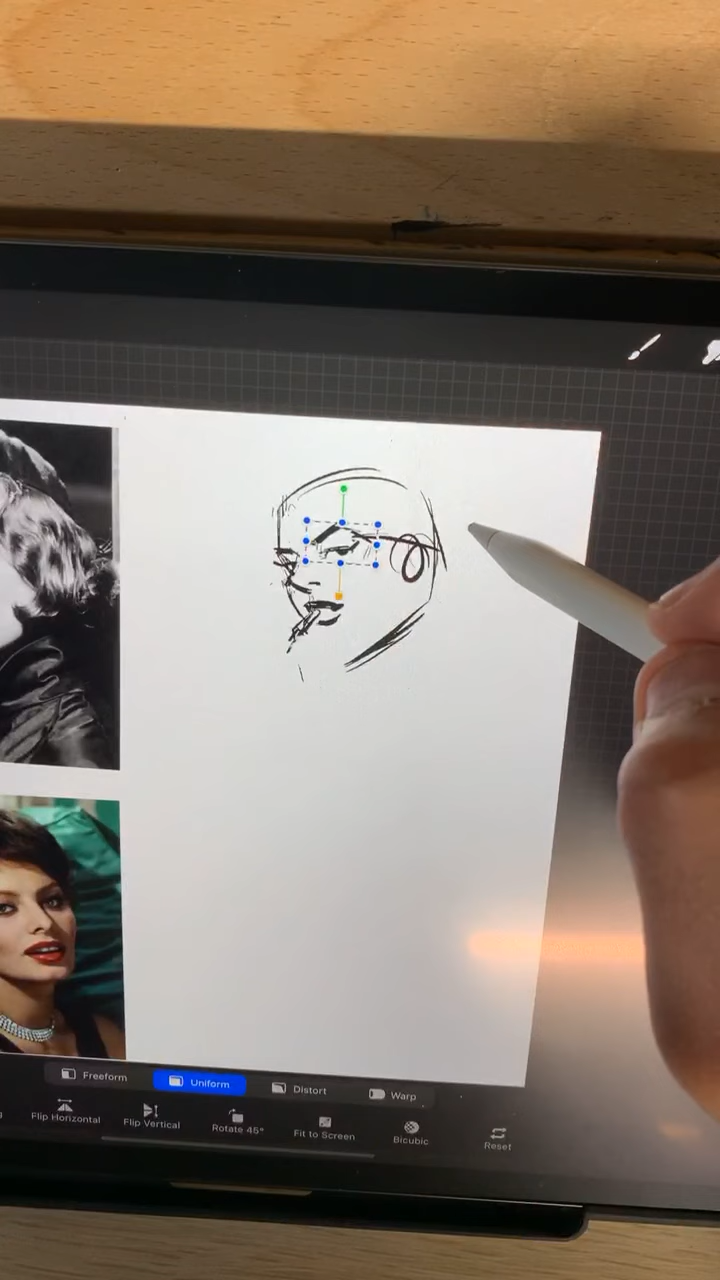 Freeform
Uniform
Distort
Warp
Flip Horizontal
Flip Vertical
Rotate 45°
Fit to Screen
Bicubic
Reset